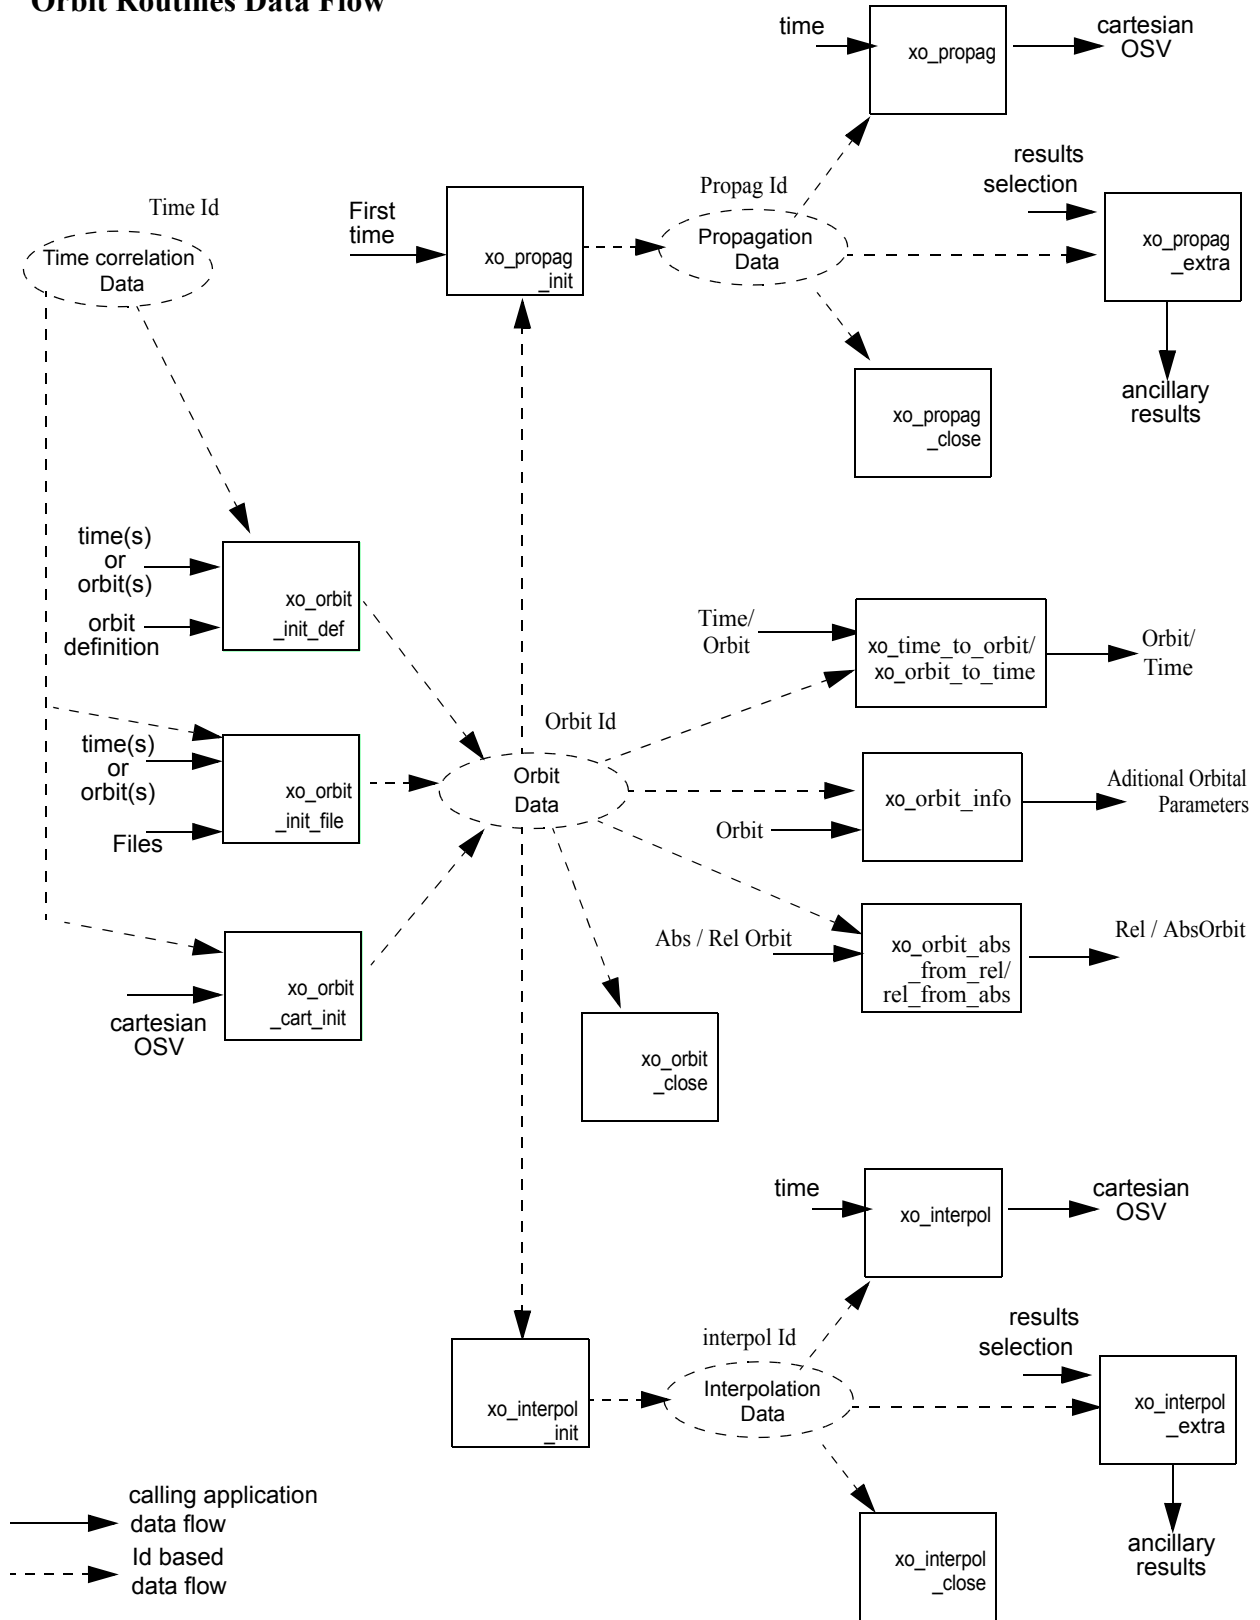 Orbit Routines Data Flow
time
xo_propag
cartesian
OSV
results
selection
Propag Id
Time Id
First
time
xo_propag
_init
Propagation
Data
xo_propag
_extra
Time correlation
Data
ancillary
results
xo_propag
_close
time(s)
or
orbit(s)
orbit
definition
xo_orbit
_init_def
Time/
Orbit
xo_time_to_orbit/
xo_orbit_to_time
Orbit/
Time
Orbit Id
time(s)
or
orbit(s)
Files
xo_orbit
_init_file
Orbit
Data
xo_orbit_info
Orbit
Aditional Orbital
Parameters
Abs / Rel Orbit
xo_orbit_abs
_from_rel/
rel_from_abs
Rel / AbsOrbit
xo_orbit
_cart_init
cartesian
OSV
xo_orbit
_close
time
xo_interpol
cartesian
OSV
results
selection
interpol Id
xo_interpol
_init
Interpolation
Data
xo_interpol
_extra
ancillary
results
xo_interpol
_close
calling application
data flow
Id based
data flow